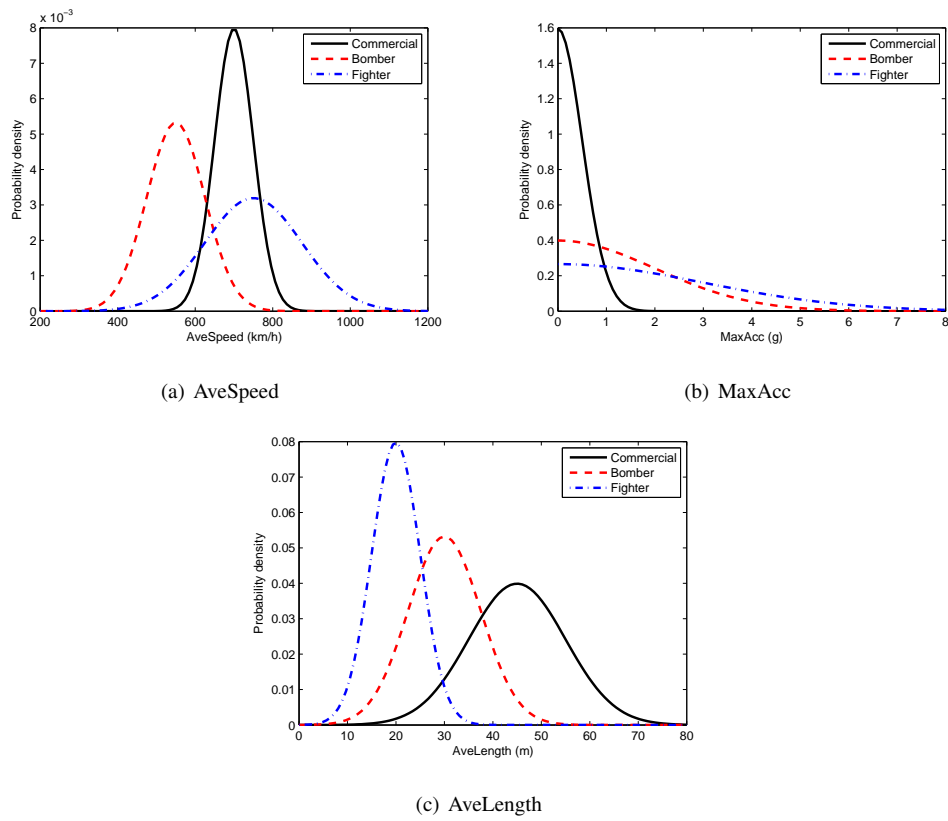 x 10⁻³
8
7
6
5
4
3
2
1
0
200 400 600 800 1000 1200
Probability density
AveSpeed (km/h)
Commercial
Bomber
Fighter
(a) AveSpeed
1.6
1.4
1.2
1
0.8
0.6
0.4
0.2
0
0 1 2 3 4 5 6 7 8
Probability density
MaxAcc (g)
Commercial
Bomber
Fighter
(b) MaxAcc
0.08
0.07
0.06
0.05
0.04
0.03
0.02
0.01
0
0 10 20 30 40 50 60 70 80
Probability density
AveLength (m)
Commercial
Bomber
Fighter
(c) AveLength